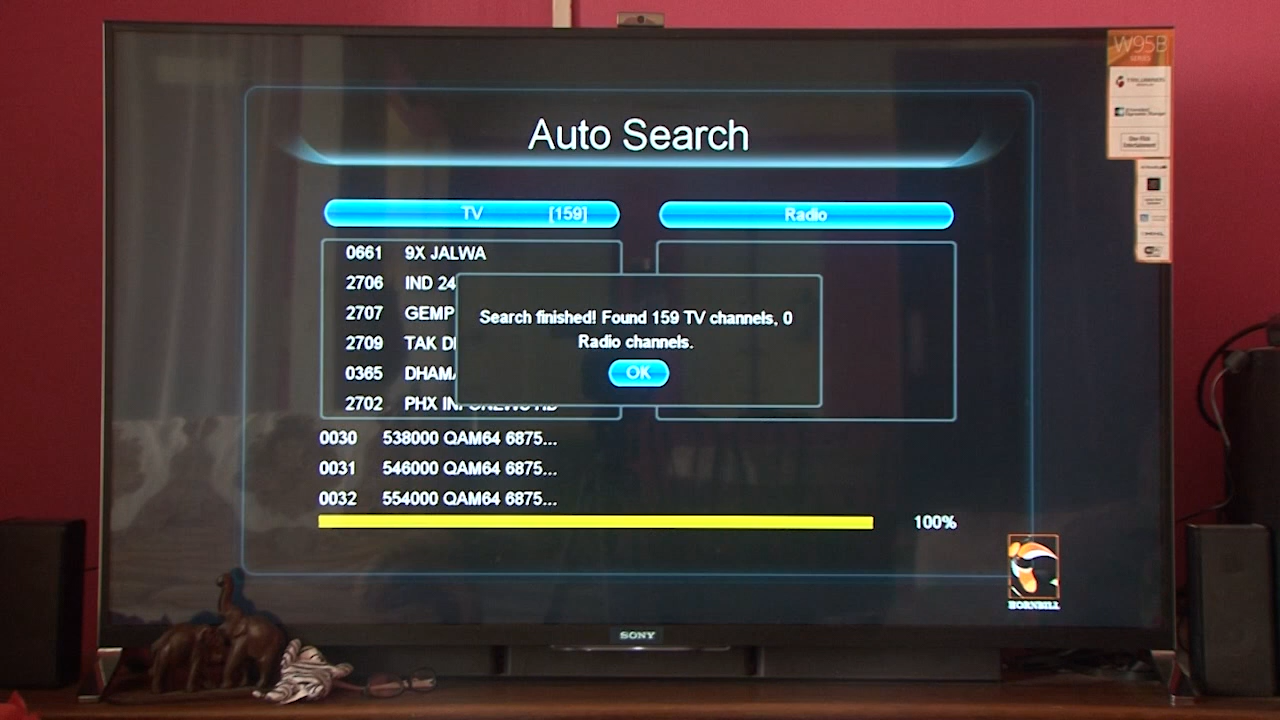 W95B
SERIES
Auto Search
TV [159]
Radio
0661 9X JALWA
2706 IND 24
2707 GEMP
2709 TAK
0365 DHAMA
2702 PHX
Search finished! Found 159 TV channels, 0
Radio channels.
OK
0030 538000 QAM64 6875...
0031 546000 QAM64 6875...
0032 554000 QAM64 6875...
100%
HORNBILL
SONY